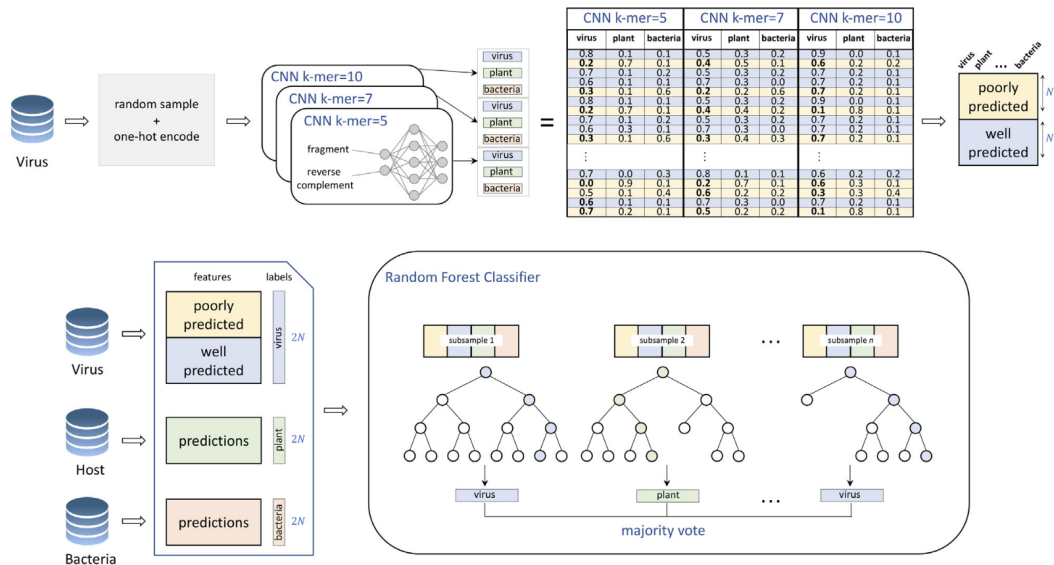 CNN k-mer=5 CNN k-mer=7 CNN k-mer=10
virus plant bacteria virus plant bacteria virus plant bacteria
0.8 0.1 0.1 0.5 0.3 0.2 0.9 0.0 0.1
0.2 0.7 0.1 0.4 0.5 0.1 0.6 0.2 0.2
0.7 0.1 0.2 0.5 0.3 0.2 0.7 0.2 0.1
0.6 0.1 0.1 0.7 0.3 0.0 0.7 0.2 0.1
0.3 0.1 0.6 0.2 0.2 0.6 0.7 0.2 0.1
0.8 0.1 0.1 0.5 0.3 0.2 0.9 0.0 0.1
0.2 0.7 0.1 0.4 0.4 0.2 0.1 0.8 0.1
0.7 0.1 0.2 0.5 0.3 0.2 0.7 0.2 0.1
0.6 0.3 0.1 0.7 0.3 0.0 0.7 0.2 0.1
0.3 0.1 0.6 0.3 0.4 0.3 0.7 0.2 0.1
⋮ ⋮ ⋮
0.7 0.0 0.3 0.8 0.1 0.1 0.6 0.2 0.2
0.0 0.9 0.1 0.2 0.7 0.1 0.6 0.3 0.1
0.5 0.1 0.4 0.6 0.2 0.2 0.3 0.3 0.4
0.6 0.1 0.1 0.7 0.3 0.0 0.7 0.2 0.1
0.7 0.2 0.1 0.5 0.2 0.2 0.1 0.8 0.1
Virus
random sample
+
one-hot encode
CNN k-mer=10
CNN k-mer=7
CNN k-mer=5
fragment
reverse
complement
virus
plant
bacteria
virus
plant
bacteria
virus
plant
bacteria
=
virus plant ... bacteria
poorly
predicted
N
well
predicted
N
features labels
poorly
predicted
well
predicted
virus
2N
Virus
predictions
plant
2N
Host
predictions
bacteria
2N
Bacteria
Random Forest Classifier
subsample 1 subsample 2 ... subsample n
virus plant ... virus
majority vote